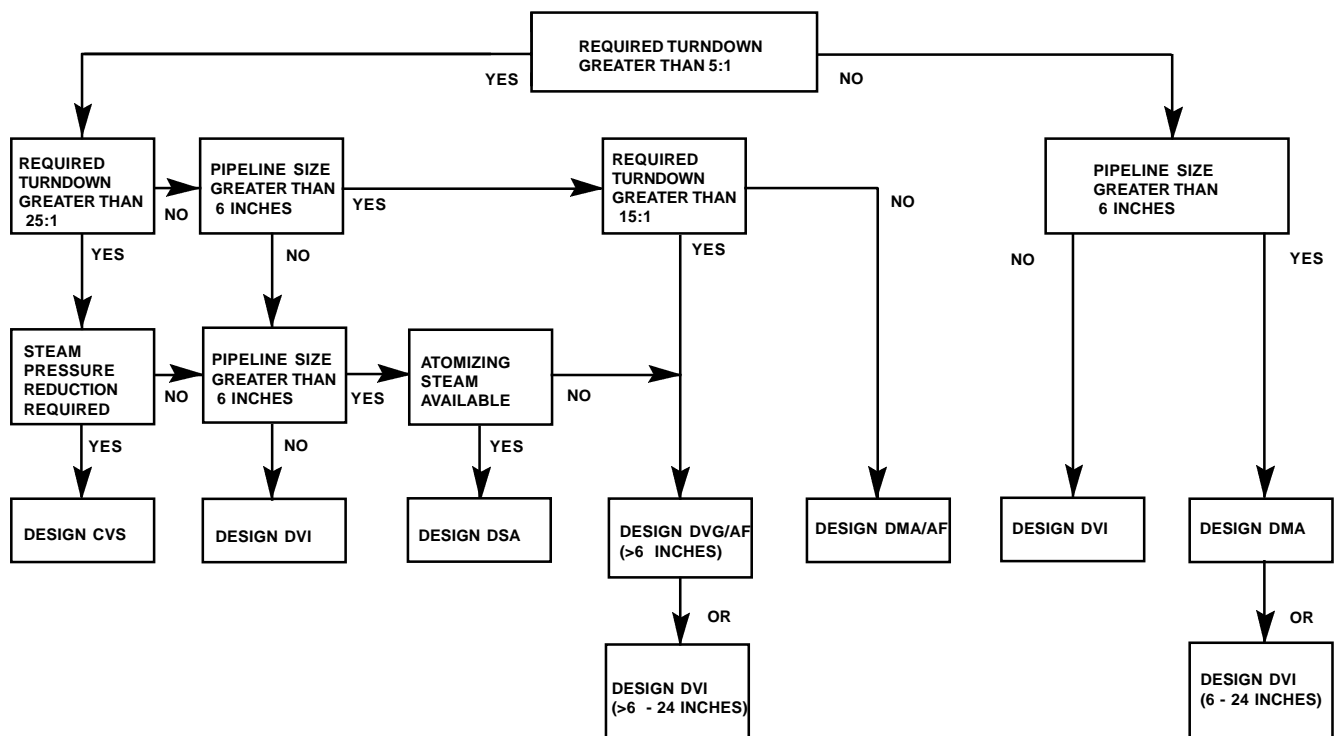 REQUIRED TURNDOWN
GREATER THAN 5:1
YES
NO
REQUIRED
TURNDOWN
GREATER THAN
25:1
NO
PIPELINE SIZE
GREATER THAN
6 INCHES
YES
REQUIRED
TURNDOWN
GREATER THAN
15:1
NO
PIPELINE SIZE
GREATER THAN
6 INCHES
YES
NO
YES
NO
YES
STEAM
PRESSURE
REDUCTION
REQUIRED
NO
PIPELINE SIZE
GREATER THAN
6 INCHES
YES
ATOMIZING
STEAM
AVAILABLE
NO
YES
NO
YES
DESIGN CVS
DESIGN DVI
DESIGN DSA
DESIGN DVG/AF
(>6 INCHES)
DESIGN DMA/AF
DESIGN DVI
DESIGN DMA
OR
OR
DESIGN DVI
(>6 - 24 INCHES)
DESIGN DVI
(6 - 24 INCHES)